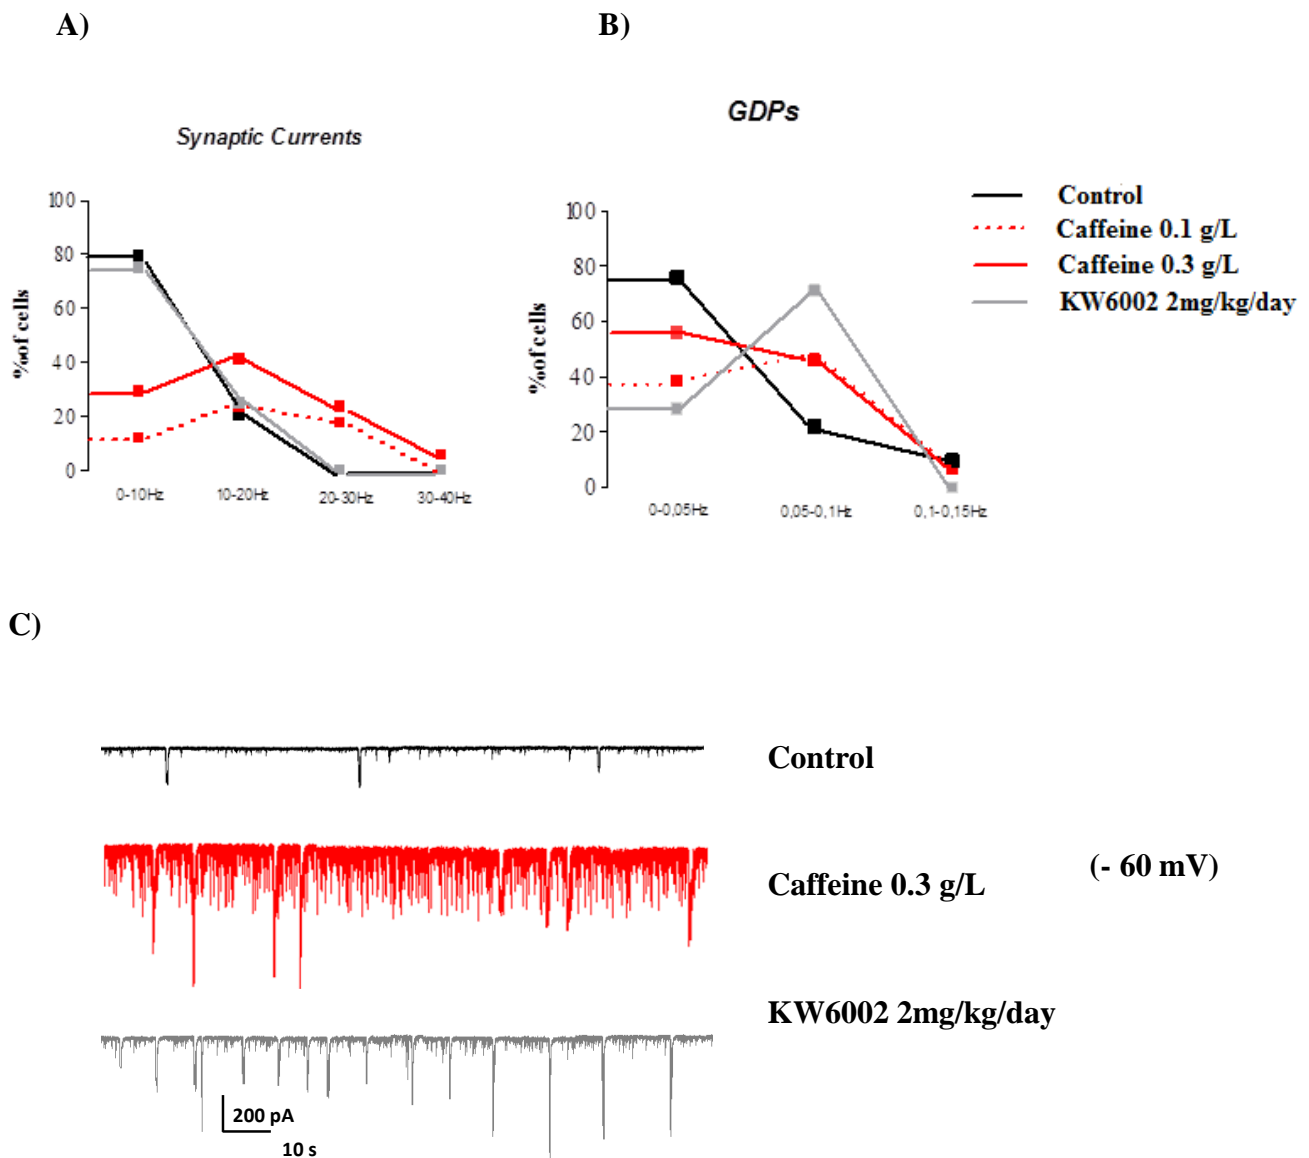 A)
B)
Synaptic Currents
GDPs
100
80
60
40
20
0
%of cells
0-10Hz
10-20Hz
20-30Hz
30-40Hz
100
80
60
40
20
0
%of cells
0-0,05Hz
0,05-0,1Hz
0,1-0,15Hz
Control
Caffeine 0.1 g/L
Caffeine 0.3 g/L
KW6002 2mg/kg/day
C)
Control
Caffeine 0.3 g/L
(- 60 mV)
KW6002 2mg/kg/day
200 pA
10 s